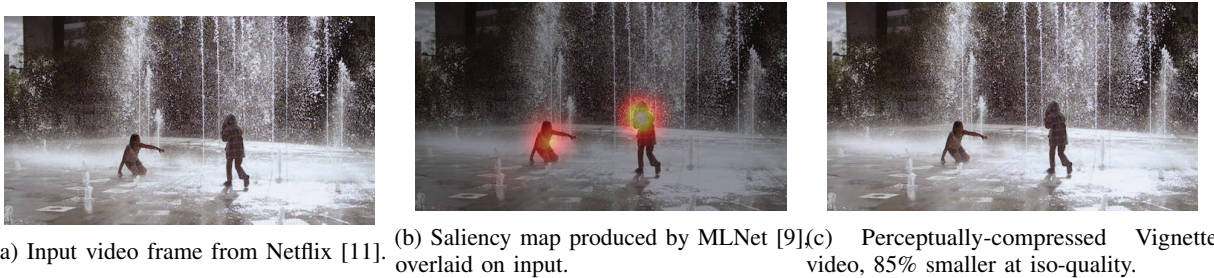 a) Input video frame from Netflix [11].
(b) Saliency map produced by MLNet [9],
overlaid on input.
(c) Perceptually-compressed Vignette
video, 85% smaller at iso-quality.